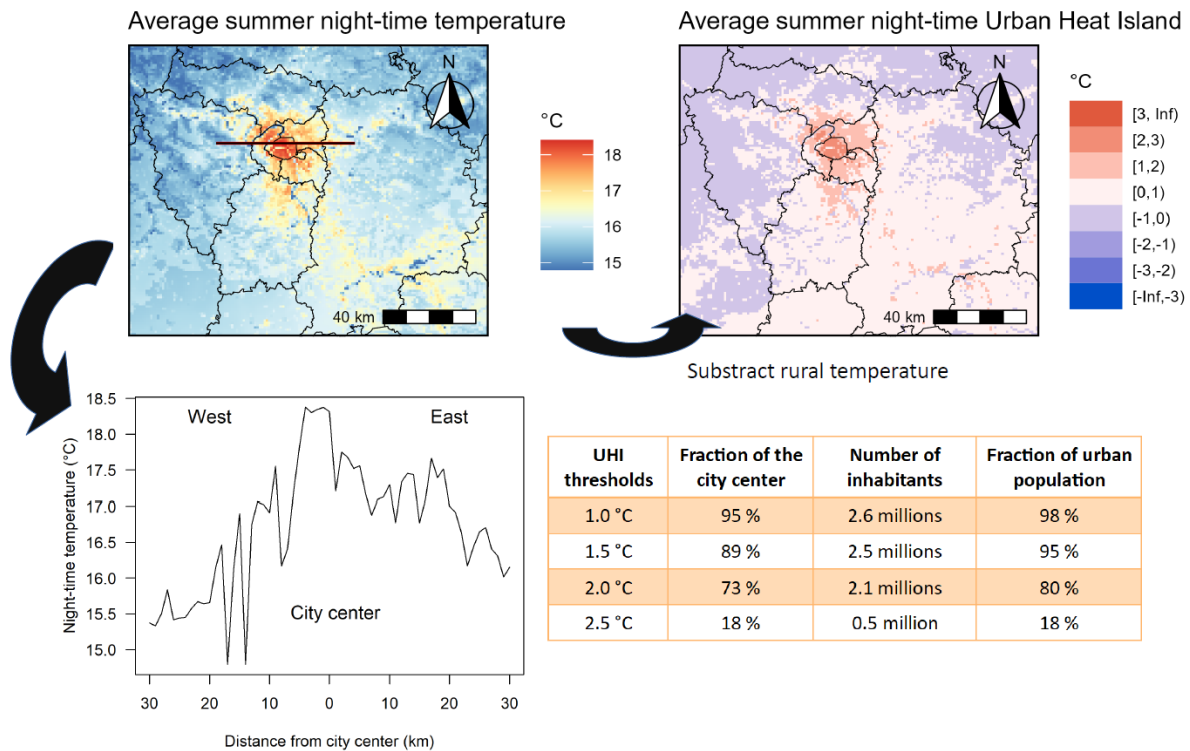 Average summer night-time temperature
N
°C
18
17
16
15
40 km
Average summer night-time Urban Heat Island
N
°C
[3, Inf)
[2,3)
[1,2)
[0,1)
[-1,0)
[-2,-1)
[-3,-2)
[-Inf,-3)
40 km
Substract rural temperature
West
East
City center
Night-time temperature (°C)
18.5
18.0
17.5
17.0
16.5
16.0
15.5
15.0
30 20 10 0 10 20 30
Distance from city center (km)
UHI thresholds Fraction of the city center Number of inhabitants Fraction of urban population
1.0 °C 95 % 2.6 millions 98 %
1.5 °C 89 % 2.5 millions 95 %
2.0 °C 73 % 2.1 millions 80 %
2.5 °C 18 % 0.5 million 18 %